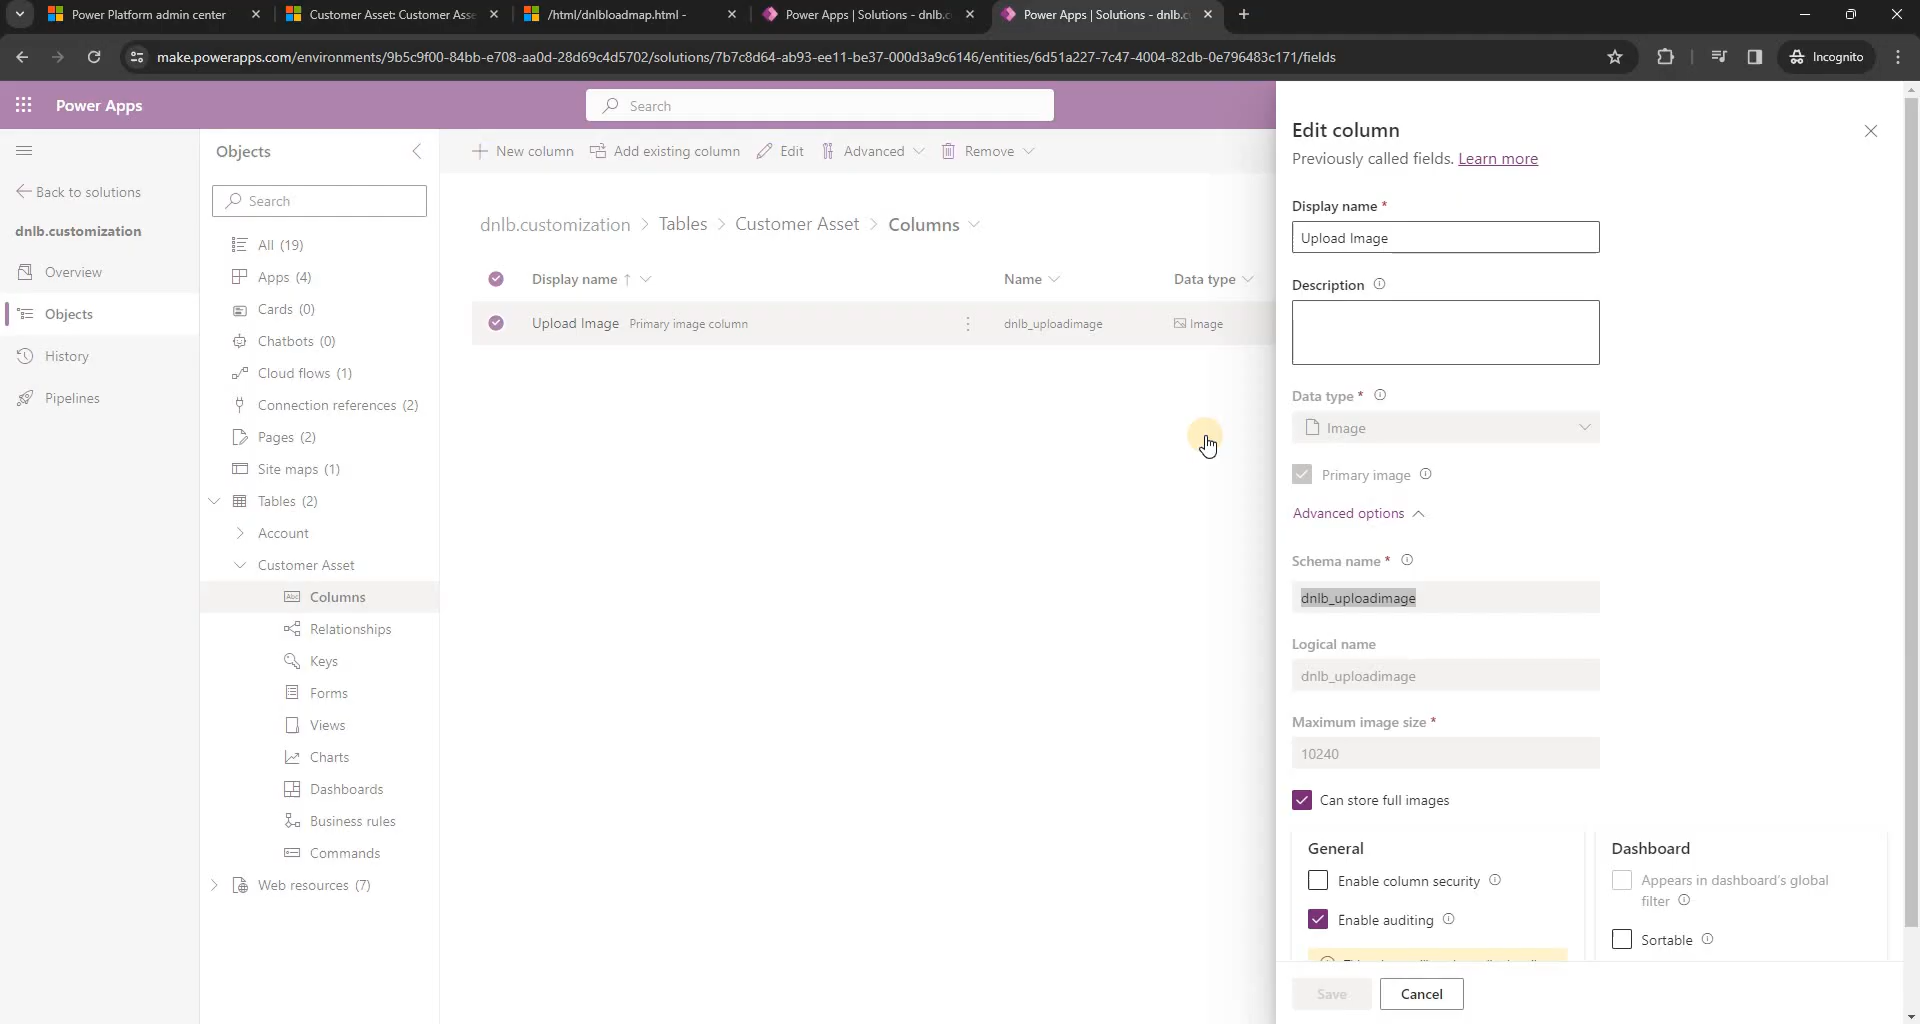 Power Platform admin center
Customer Asset: Customer Asse
/html/dnlbloadmap.html -
Power Apps | Solutions - dnlb.c
Power Apps | Solutions - dnlb.c
make.powerapps.com/environments/9b5c9f00-84bb-e708-aa0d-28d69c4d5702/solutions/7b7c8d64-ab93-ee11-be37-000d3a9c6146/entities/6d51a227-7c47-4004-82db-0e796483c171/fields
Incognito
Power Apps
Search
Back to solutions
dnlb.customization
Overview
Objects
History
Pipelines
Objects
Search
All (19)
Apps (4)
Cards (0)
Chatbots (0)
Cloud flows (1)
Connection references (2)
Pages (2)
Site maps (1)
Tables (2)
Account
Customer Asset
Abc Columns
Relationships
Keys
Forms
Views
Charts
Dashboards
Business rules
Commands
Web resources (7)
New column Add existing column Edit Advanced Remove
dnlb.customization > Tables > Customer Asset > Columns
Display name ↑ Name Data type
Upload Image Primary image column dnlb_uploadimage Image
Edit column
Previously called fields. Learn more
Display name *
Upload Image
Description
Data type *
Image
Primary image
Advanced options
Schema name *
dnlb_uploadimage
Logical name
dnlb_uploadimage
Maximum image size *
10240
Can store full images
General
Enable column security
Enable auditing
Dashboard
Appears in dashboard's global
filter
Sortable
Save Cancel